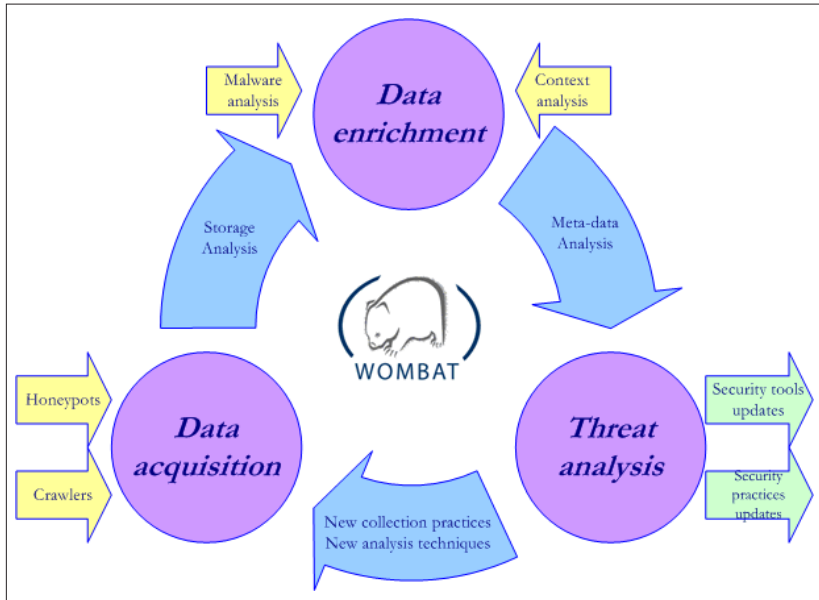 Malware
analysis
Data
enrichment
Context
analysis
Storage
Analysis
Meta-data
Analysis
WOMBAT
Honeypots
Crawlers
Data
acquisition
Threat
analysis
Security tools
updates
Security
practices
updates
New collection practices
New analysis techniques